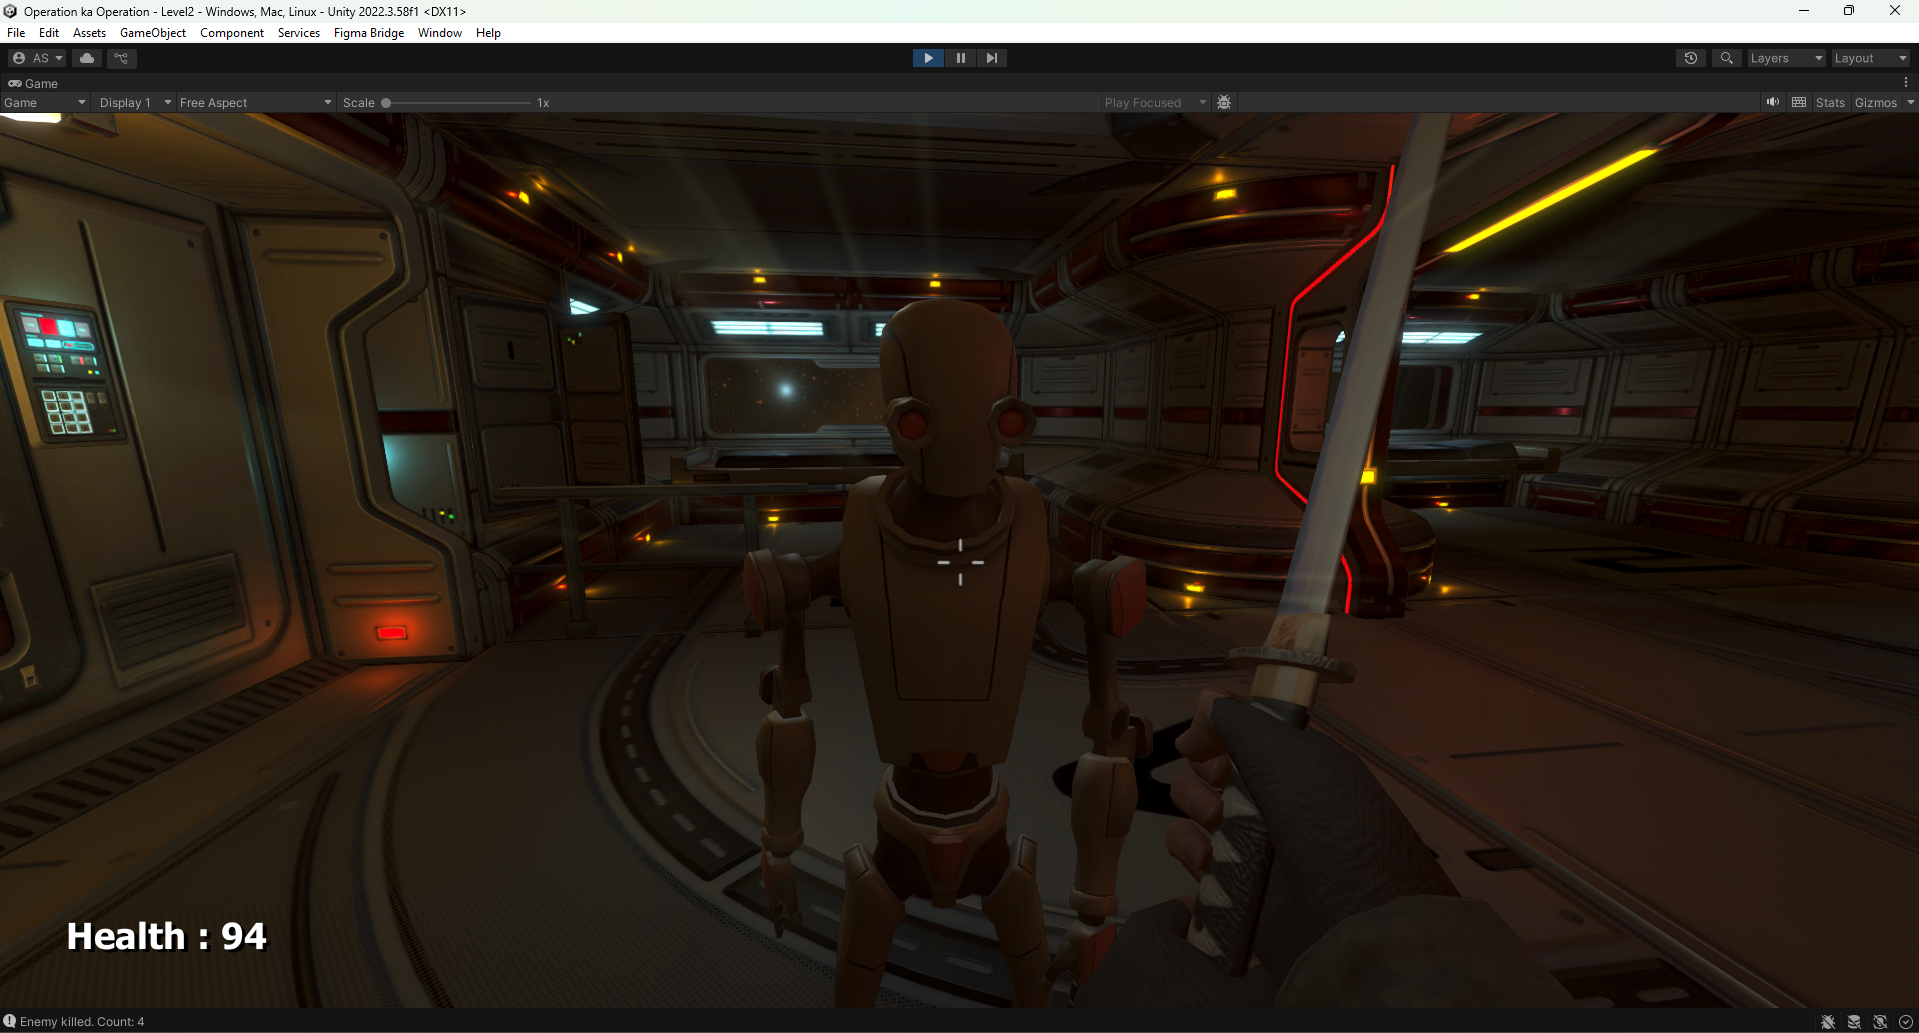 Operation ka Operation - Level2 - Windows, Mac, Linux - Unity 2022.3.58f1 <DX11>
File Edit Assets GameObject Component Services Figma Bridge Window Help
AS Layers Layout
Game
Game Display 1 Free Aspect Scale 1x Play Focused Stats Gizmos
Health : 94
Enemy killed. Count: 4